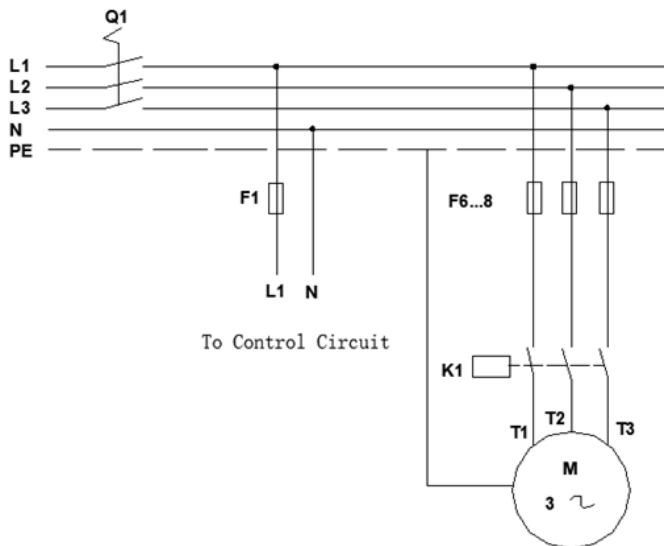 Q1
L1
L2
L3
N
PE
F1
F6...8
L1 N
To Control Circuit
K1
T1 T2 T3
M
3 ~